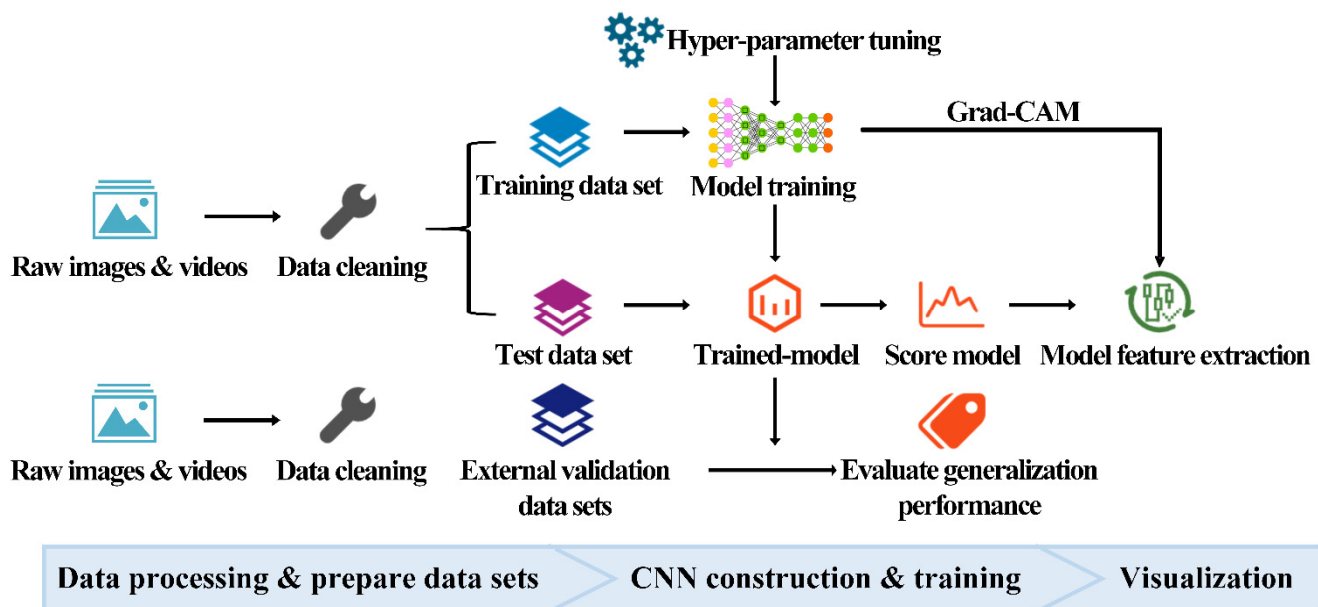 Hyper-parameter tuning
Grad-CAM
Training data set
Model training
Raw images & videos
Data cleaning
Test data set
Trained-model
Score model
Model feature extraction
Raw images & videos
Data cleaning
External validation
data sets
Evaluate generalization
performance
Data processing & prepare data sets
CNN construction & training
Visualization